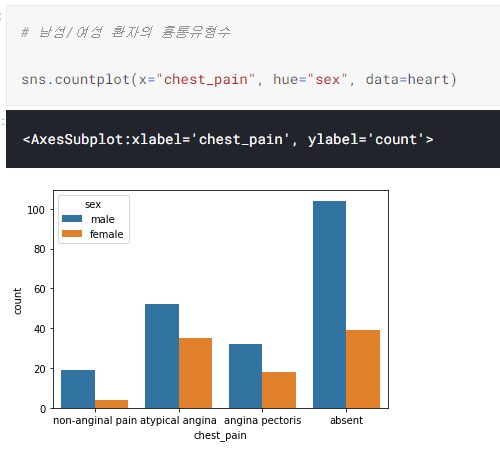 # 남성/여성 환자의 흉통유형수
sns.countplot(x="chest_pain", hue="sex", data=heart)
<AxesSubplot:xlabel='chest_pain', ylabel='count'>
sex
male
female
100
80
60
40
20
0
count
non-anginal pain atypical angina angina pectoris absent
chest_pain